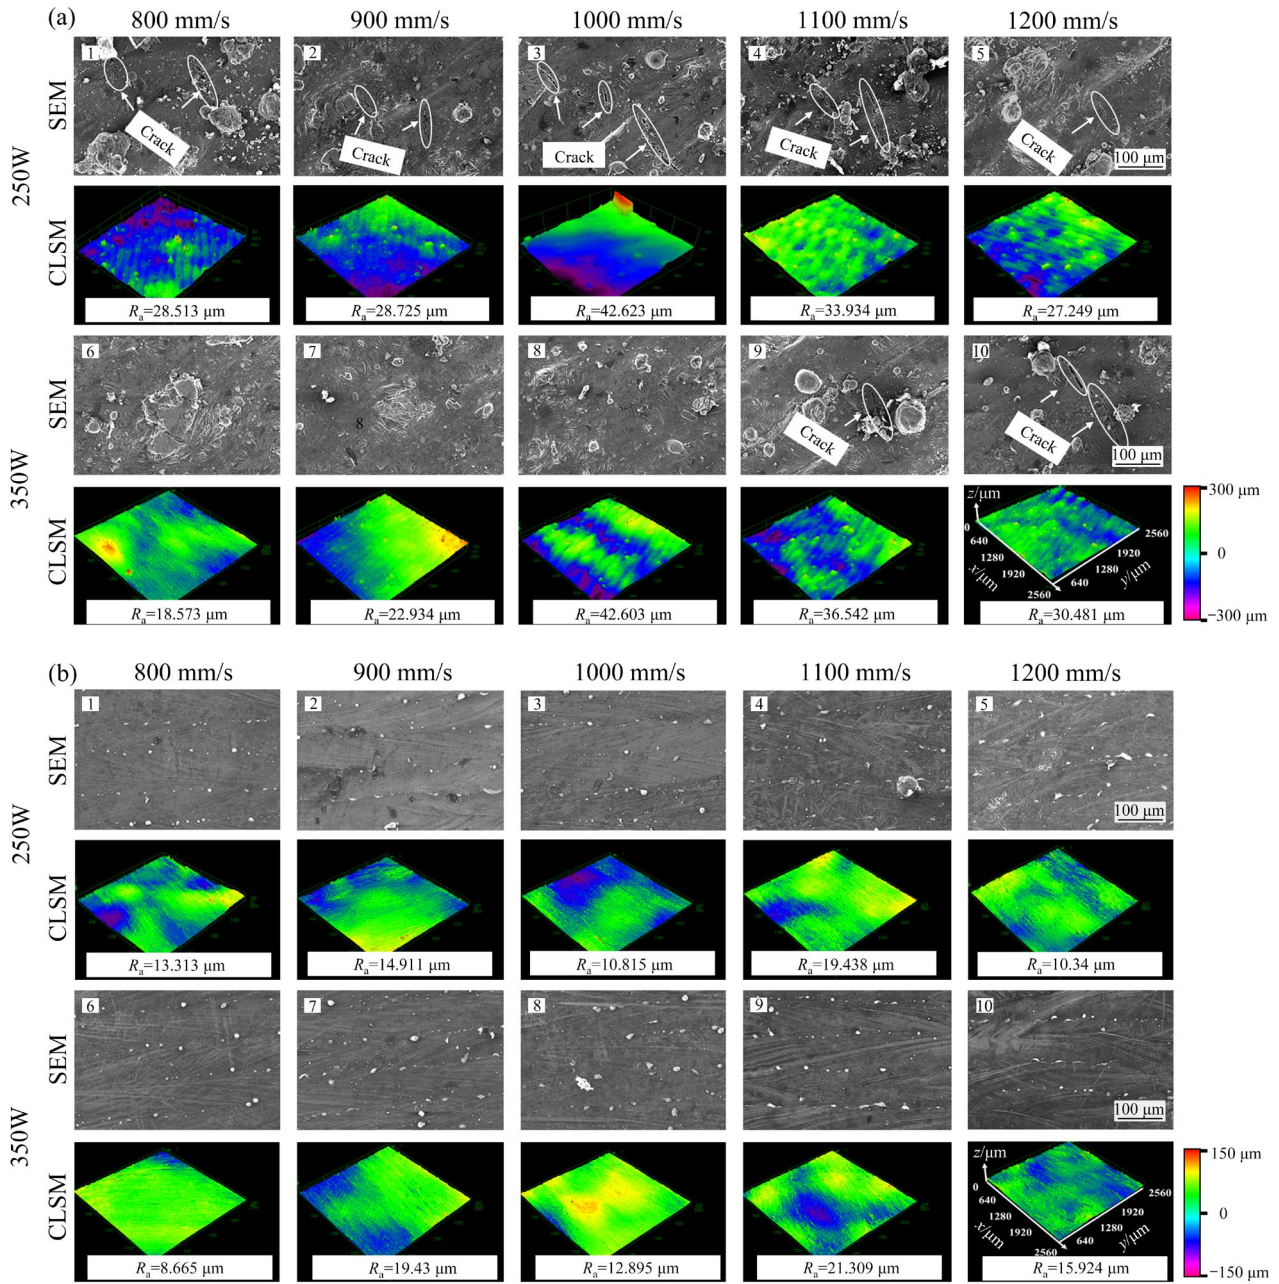 (a) 800 mm/s 900 mm/s 1000 mm/s 1100 mm/s 1200 mm/s
250W
SEM
1 Crack
2 Crack
3 Crack
4 Crack
5 Crack 100 μm
CLSM
Ra=28.513 μm
Ra=28.725 μm
Ra=42.623 μm
Ra=33.934 μm
Ra=27.249 μm
350W
SEM
6
7 8
8
9 Crack
10 Crack 100 μm
CLSM
Ra=18.573 μm
Ra=22.934 μm
Ra=42.603 μm
Ra=36.542 μm
z/μm
0 640 1280 1920 2560
x/μm
640 1280 1920 2560
y/μm
Ra=30.481 μm
300 μm
0
−300 μm
(b) 800 mm/s 900 mm/s 1000 mm/s 1100 mm/s 1200 mm/s
250W
SEM
1
2
3
4
5 100 μm
CLSM
Ra=13.313 μm
Ra=14.911 μm
Ra=10.815 μm
Ra=19.438 μm
Ra=10.34 μm
350W
SEM
6
7
8
9
10 100 μm
CLSM
Ra=8.665 μm
Ra=19.43 μm
Ra=12.895 μm
Ra=21.309 μm
z/μm
0 640 1280 1920 2560
x/μm
640 1280 1920 2560
y/μm
Ra=15.924 μm
150 μm
0
−150 μm